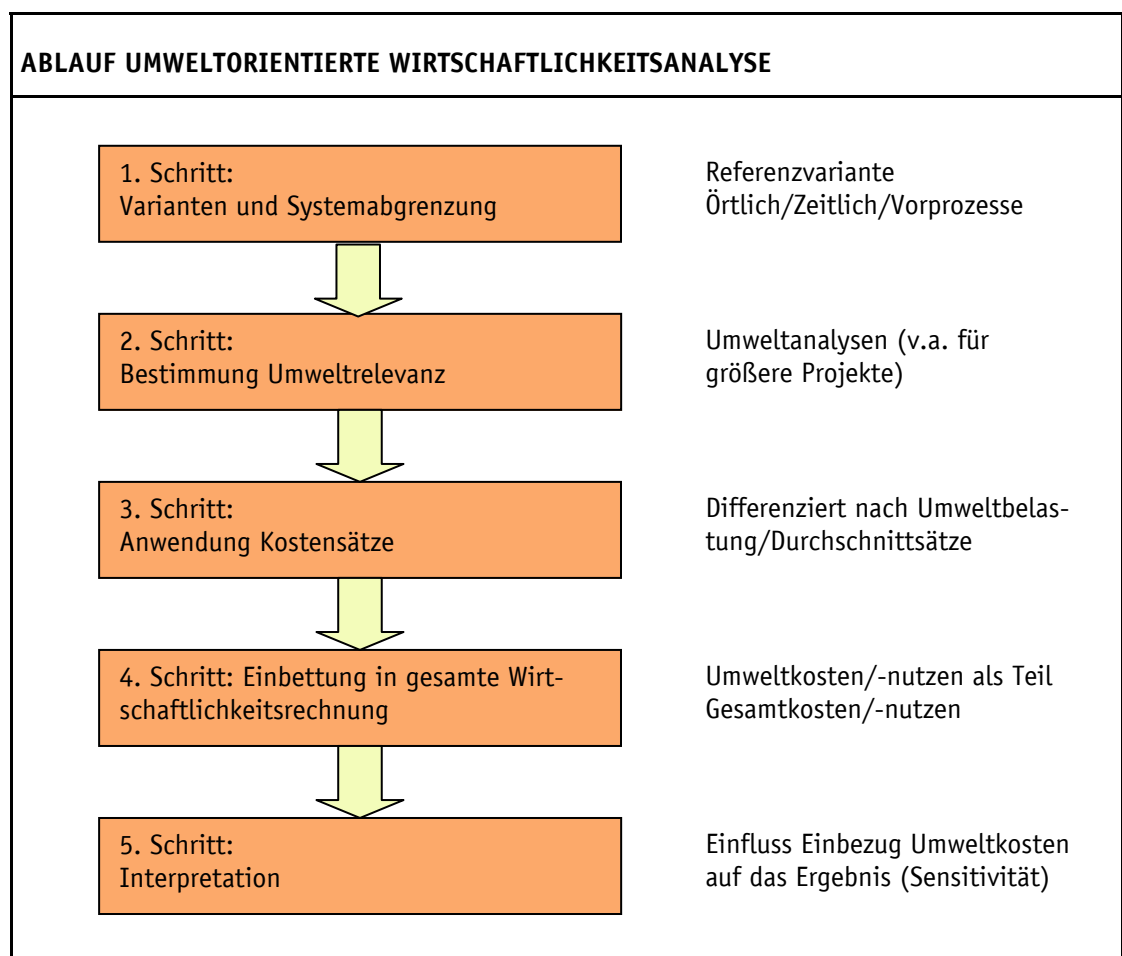 ABLAUF UMWELTORIENTIERTE WIRTSCHAFTLICHKEITSANALYSE
1. Schritt:
Varianten und Systemabgrenzung
Referenzvariante
Örtlich/Zeitlich/Vorprozesse
2. Schritt:
Bestimmung Umweltrelevanz
Umweltanalysen (v.a. für
größere Projekte)
3. Schritt:
Anwendung Kostensätze
Differenziert nach Umweltbelas-
tung/Durchschnittsätze
4. Schritt: Einbettung in gesamte Wirt-
schaftlichkeitsrechnung
Umweltkosten/-nutzen als Teil
Gesamtkosten/-nutzen
5. Schritt:
Interpretation
Einfluss Einbezug Umweltkosten
auf das Ergebnis (Sensitivität)